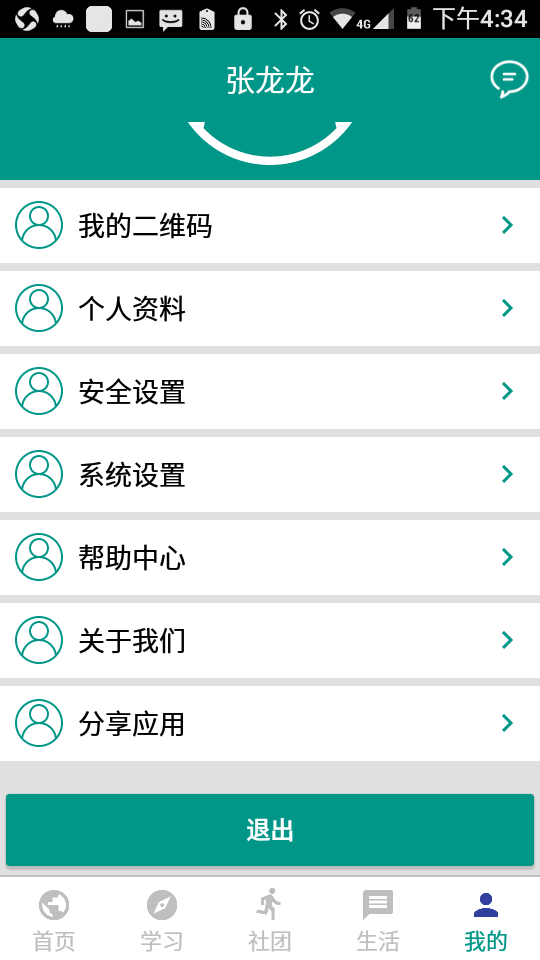 4G 62 下午4:34
张龙龙
我的二维码
个人资料
安全设置
系统设置
帮助中心
关于我们
分享应用
退出
首页 学习 社团 生活 我的